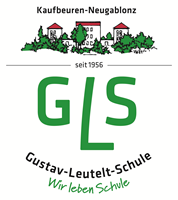 Kaufbeuren-Neugablonz
seit 1956
GLS
Gustav-Leutelt-Schule
Wir leben Schule